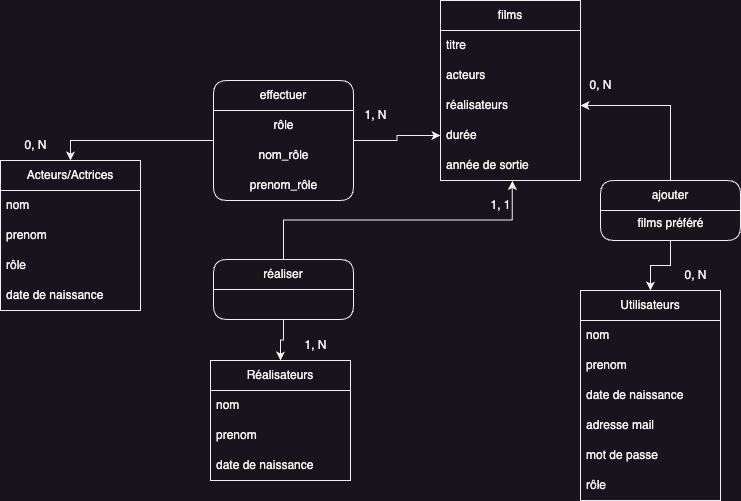 films
titre
acteurs
réalisateurs
durée
année de sortie
0, N
effectuer
rôle
nom_rôle
prenom_rôle
1, N
0, N
Acteurs/Actrices
nom
prenom
rôle
date de naissance
1, 1
ajouter
films préféré
réaliser
0, N
1, N
Utilisateurs
nom
prenom
date de naissance
adresse mail
mot de passe
rôle
Réalisateurs
nom
prenom
date de naissance